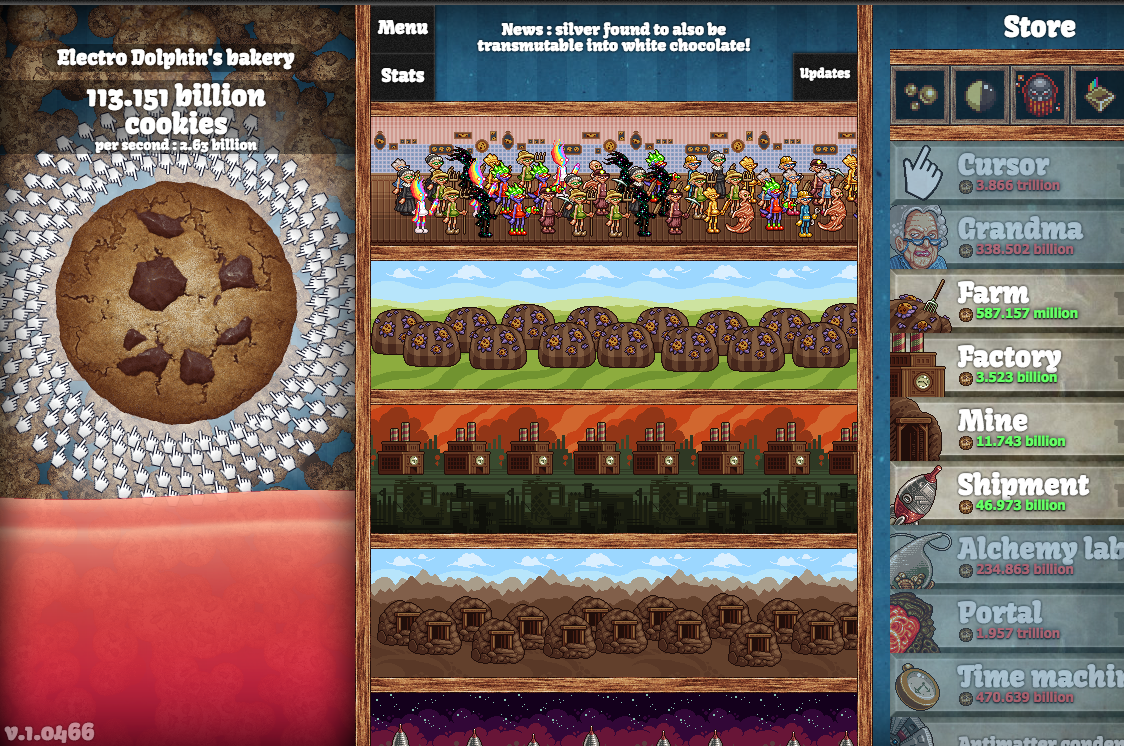 Electro Dolphin's bakery
113.151 billion
cookies
per second : 2.63 billion
v.1.0466
Menu
Stats
News : silver found to also be
transmutable into white chocolate!
Updates
Store
Cursor
3.866 trillion
Grandma
338.502 billion
Farm
587.157 million
Factory
3.523 billion
Mine
11.743 billion
Shipment
46.973 billion
Alchemy lab
234.863 billion
Portal
1.957 trillion
Time machin
470.639 billion
Antimatter conden